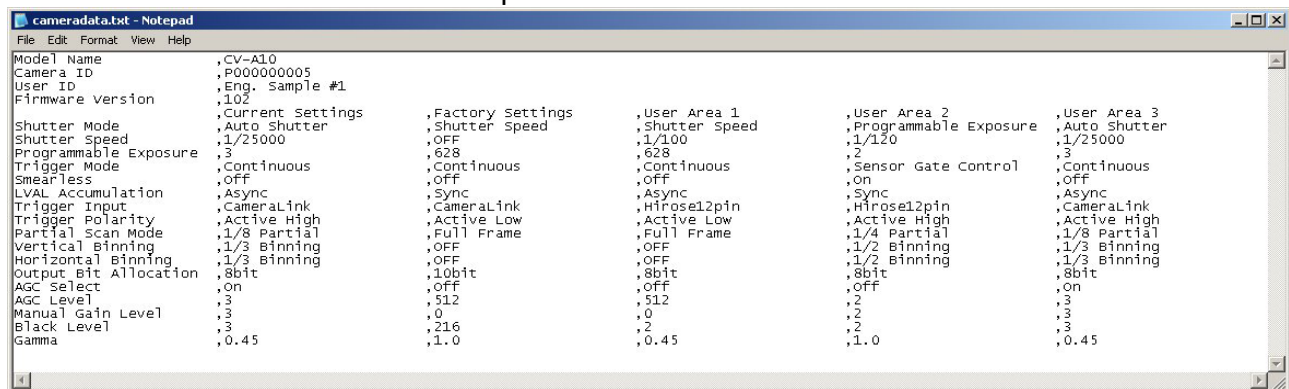 cameradata.txt - Notepad
File Edit Format View Help
Model Name ,CV-A10
Camera ID ,P000000005
User ID ,Eng. Sample #1
Firmware Version ,102
,Current Settings ,Factory Settings ,User Area 1 ,User Area 2 ,User Area 3
Shutter Mode ,Auto Shutter ,Shutter Speed ,Shutter Speed ,Programmable Exposure ,Auto Shutter
Shutter Speed ,1/25000 ,OFF ,1/100 ,1/120 ,1/25000
Programmable Exposure ,3 ,628 ,628 ,2 ,3
Trigger Mode ,Continuous ,Continuous ,Continuous ,Sensor Gate Control ,Continuous
Smearless ,off ,off ,off ,on ,off
LVAL Accumulation ,Async ,Sync ,Async ,Sync ,Async
Trigger Input ,CameraLink ,CameraLink ,Hirose12pin ,Hirose12pin ,CameraLink
Trigger Polarity ,Active High ,Active Low ,Active Low ,Active High ,Active High
Partial Scan Mode ,1/8 Partial ,Full Frame ,Full Frame ,1/4 Partial ,1/8 Partial
Vertical Binning ,1/3 Binning ,OFF ,OFF ,1/2 Binning ,1/3 Binning
Horizontal Binning ,1/3 Binning ,OFF ,OFF ,1/2 Binning ,1/3 Binning
Output Bit Allocation ,8bit ,10bit ,8bit ,8bit ,8bit
AGC Select ,on ,off ,off ,off ,on
AGC Level ,3 ,512 ,512 ,2 ,3
Manual Gain Level ,3 ,0 ,0 ,2 ,3
Black Level ,3 ,216 ,2 ,2 ,3
Gamma ,0.45 ,1.0 ,0.45 ,1.0 ,0.45